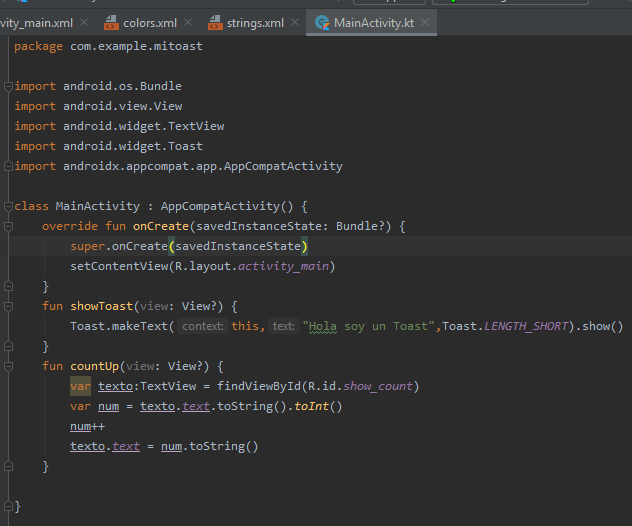 vity_main.xml colors.xml strings.xml MainActivity.kt
package com.example.mitoast
import android.os.Bundle
import android.view.View
import android.widget.TextView
import android.widget.Toast
import androidx.appcompat.app.AppCompatActivity
class MainActivity : AppCompatActivity() {
override fun onCreate(savedInstanceState: Bundle?) {
super.onCreate(savedInstanceState)
setContentView(R.layout.activity_main)
}
fun showToast(view: View?) {
Toast.makeText( context: this, text: "Hola soy un Toast",Toast.LENGTH_SHORT).show()
}
fun countUp(view: View?) {
var texto:TextView = findViewById(R.id.show_count)
var num = texto.text.toString().toInt()
num++
texto.text = num.toString()
}
}